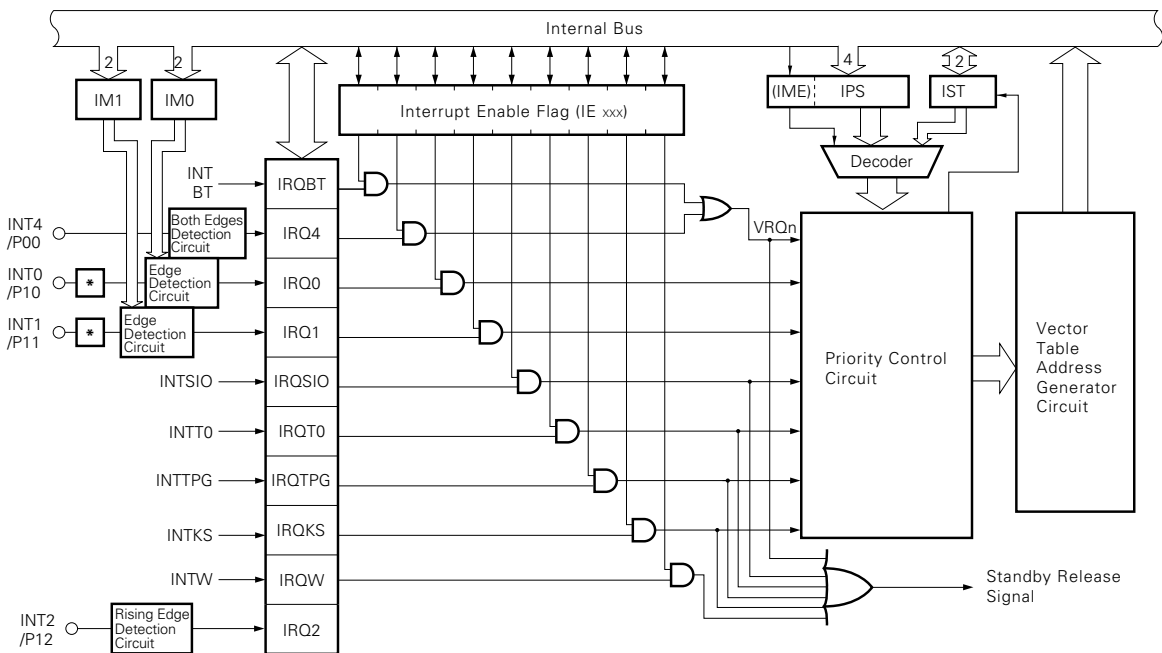 Internal Bus
2
2
4
2
IM1
IM0
Interrupt Enable Flag (IE xxx)
(IME)
IPS
IST
Decoder
INT
BT
IRQBT
INT4
/P00
Both Edges
Detection
Circuit
IRQ4
VRQn
INT0
/P10
*
Edge
Detection
Circuit
IRQ0
INT1
/P11
*
Edge
Detection
Circuit
IRQ1
Priority Control
Circuit
Vector
Table
Address
Generator
Circuit
INTSIO
IRQSIO
INTT0
IRQT0
INTTPG
IRQTPG
INTKS
IRQKS
INTW
IRQW
Standby Release
Signal
INT2
/P12
Rising Edge
Detection
Circuit
IRQ2